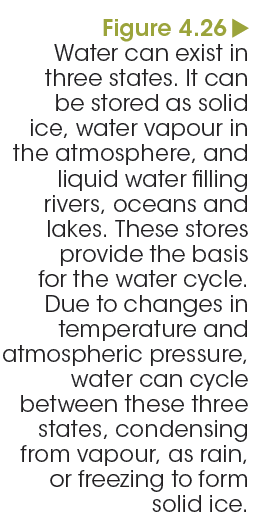 Figure 4.26 ▶
Water can exist in
three states. It can
be stored as solid
ice, water vapour in
the atmosphere, and
liquid water filling
rivers, oceans and
lakes. These stores
provide the basis
for the water cycle.
Due to changes in
temperature and
atmospheric pressure,
water can cycle
between these three
states, condensing
from vapour, as rain,
or freezing to form
solid ice.